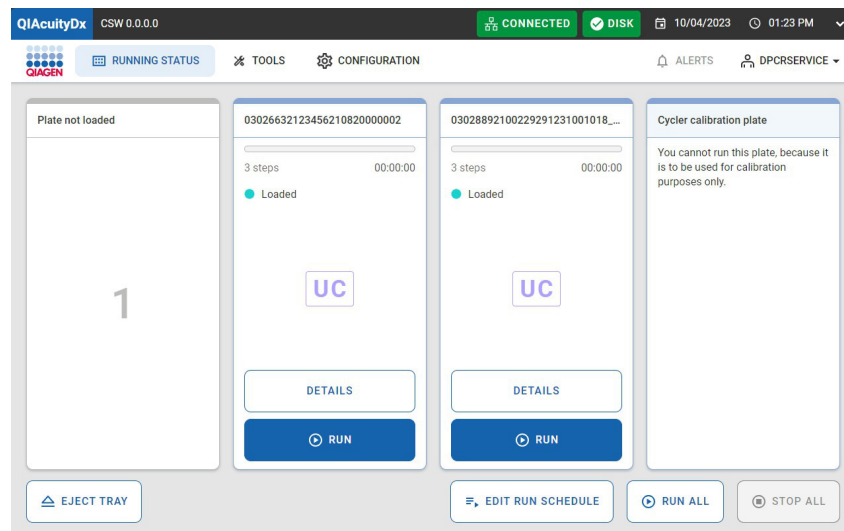 QIAcuityDx CSW 0.0.0.0 CONNECTED DISK 10/04/2023 01:23 PM
QIAGEN RUNNING STATUS TOOLS CONFIGURATION ALERTS DPCRSERVICE
Plate not loaded
1
03026632123456210820000002
3 steps 00:00:00
Loaded
UC
DETAILS
RUN
03028892100229291231001018_...
3 steps 00:00:00
Loaded
UC
DETAILS
RUN
Cycler calibration plate
You cannot run this plate, because it
is to be used for calibration
purposes only.
EJECT TRAY EDIT RUN SCHEDULE RUN ALL STOP ALL